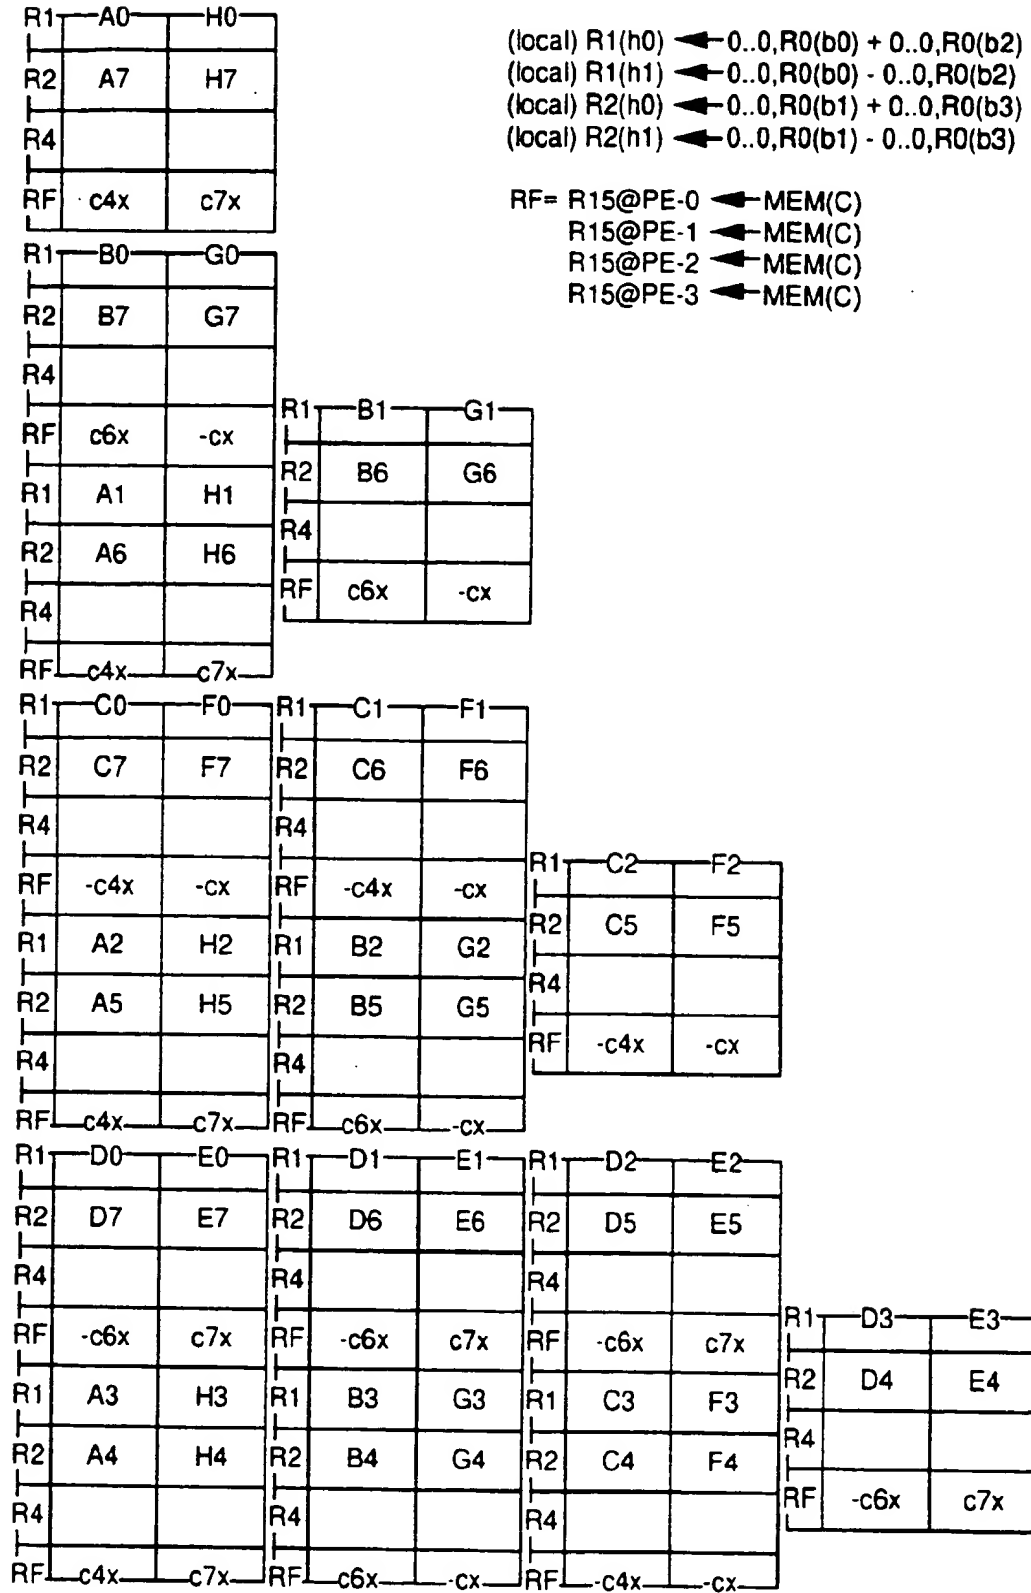 R1 A0 H0
R2 A7 H7
R4
RF c4x c7x
(local) R1(h0) ← 0..0,R0(b0) + 0..0,R0(b2)
(local) R1(h1) ← 0..0,R0(b0) - 0..0,R0(b2)
(local) R2(h0) ← 0..0,R0(b1) + 0..0,R0(b3)
(local) R2(h1) ← 0..0,R0(b1) - 0..0,R0(b3)
RF= R15@PE-0 ← MEM(C)
R15@PE-1 ← MEM(C)
R15@PE-2 ← MEM(C)
R15@PE-3 ← MEM(C)
R1 B0 G0
R2 B7 G7
R4
RF c6x -cx
R1 A1 H1
R2 A6 H6
R4
RF c4x c7x
R1 B1 G1
R2 B6 G6
R4
RF c6x -cx
R1 C0 F0
R2 C7 F7
R4
RF -c4x -cx
R1 A2 H2
R2 A5 H5
R4
RF c4x c7x
R1 C1 F1
R2 C6 F6
R4
RF -c4x -cx
R1 B2 G2
R2 B5 G5
R4
RF c6x -cx
R1 C2 F2
R2 C5 F5
R4
RF -c4x -cx
R1 D0 E0
R2 D7 E7
R4
RF -c6x c7x
R1 A3 H3
R2 A4 H4
R4
RF c4x c7x
R1 D1 E1
R2 D6 E6
R4
RF -c6x c7x
R1 B3 G3
R2 B4 G4
R4
RF c6x -cx
R1 D2 E2
R2 D5 E5
R4
RF -c6x c7x
R1 C3 F3
R2 C4 F4
R4
RF -c4x -cx
R1 D3 E3
R2 D4 E4
R4
RF -c6x c7x